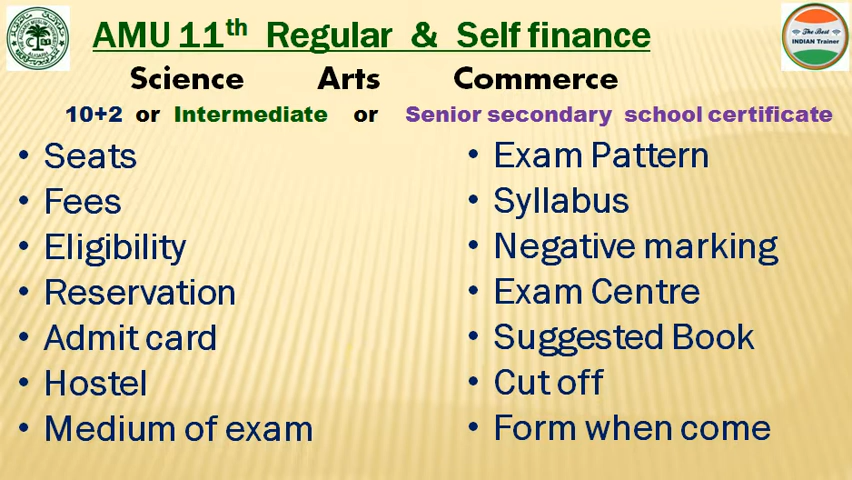 AMU 11th Regular & Self finance
The Best
INDIAN Trainer
Science Arts Commerce
10+2 or Intermediate or Senior secondary school certificate
• Seats
• Fees
• Eligibility
• Reservation
• Admit card
• Hostel
• Medium of exam
• Exam Pattern
• Syllabus
• Negative marking
• Exam Centre
• Suggested Book
• Cut off
• Form when come